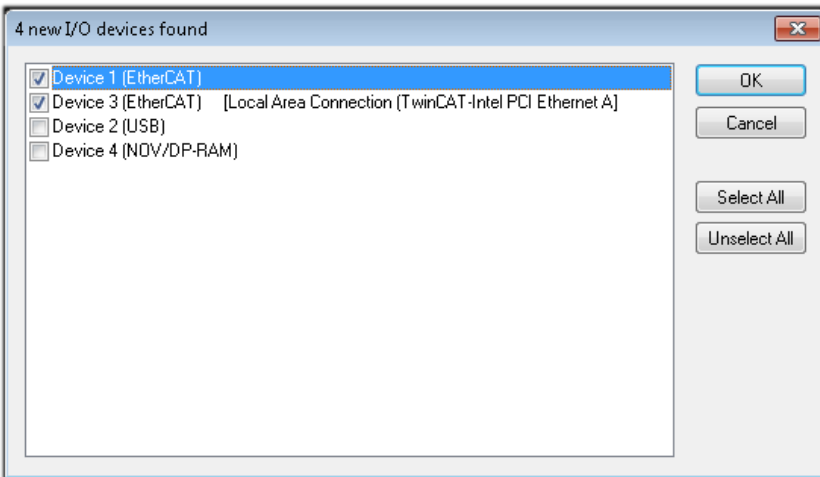 4 new I/O devices found
Device 1 (EtherCAT)
Device 3 (EtherCAT) [Local Area Connection (TwinCAT-Intel PCI Ethernet A]
Device 2 (USB)
Device 4 (NOV/DP-RAM)
OK
Cancel
Select All
Unselect All